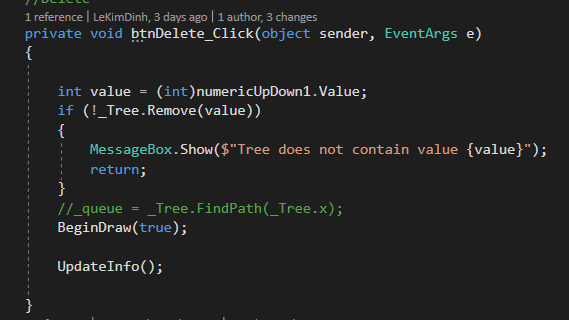 //Delete
1 reference | LeKimDinh, 3 days ago | 1 author, 3 changes
private void btnDelete_Click(object sender, EventArgs e)
{
int value = (int)numericUpDown1.Value;
if (!_Tree.Remove(value))
{
MessageBox.Show($"Tree does not contain value {value}");
return;
}
//_queue = _Tree.FindPath(_Tree.x);
BeginDraw(true);
UpdateInfo();
}